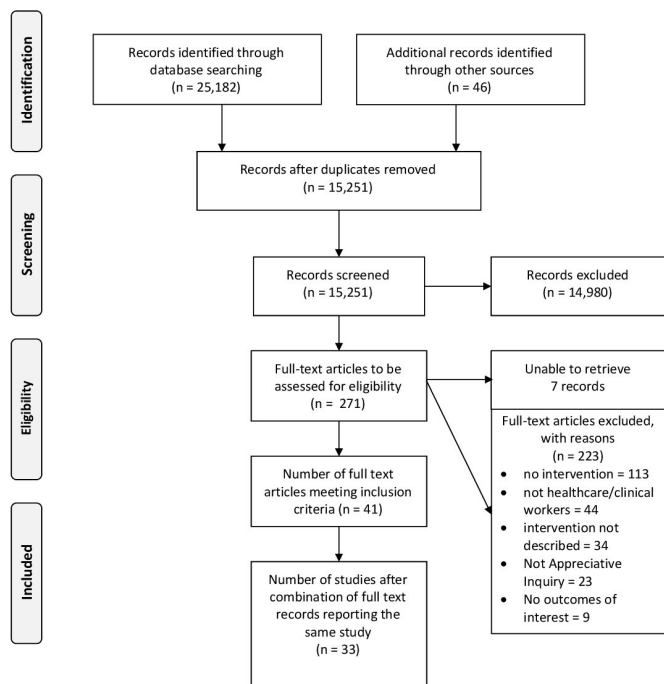 Identification
Records identified through
database searching
(n = 25,182)
Additional records identified
through other sources
(n = 46)
Records after duplicates removed
(n = 15,251)
Screening
Records screened
(n = 15,251)
Records excluded
(n = 14,980)
Eligibility
Full-text articles to be
assessed for eligibility
(n = 271)
Unable to retrieve
7 records
Full-text articles excluded,
with reasons
(n = 223)
• no intervention = 113
• not healthcare/clinical
workers = 44
• intervention not
described = 34
• Not Appreciative
Inquiry = 23
• No outcomes of
interest = 9
Number of full text
articles meeting inclusion
criteria (n = 41)
Included
Number of studies after
combination of full text
records reporting the
same study
(n = 33)